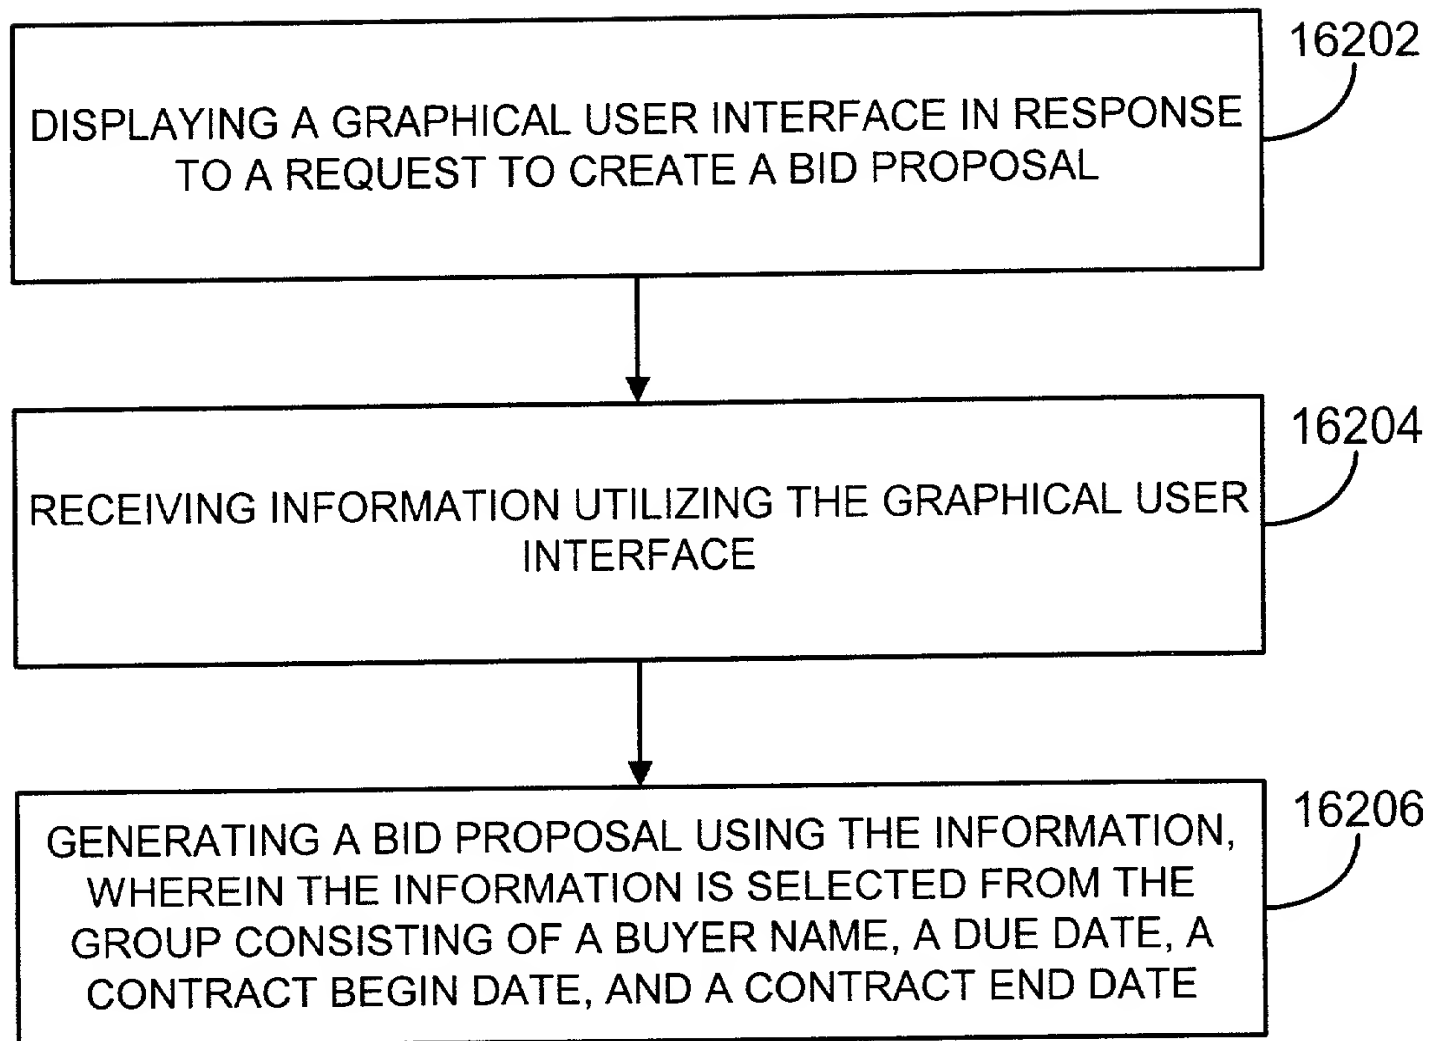 16202
DISPLAYING A GRAPHICAL USER INTERFACE IN RESPONSE
TO A REQUEST TO CREATE A BID PROPOSAL
16204
RECEIVING INFORMATION UTILIZING THE GRAPHICAL USER
INTERFACE
16206
GENERATING A BID PROPOSAL USING THE INFORMATION,
WHEREIN THE INFORMATION IS SELECTED FROM THE
GROUP CONSISTING OF A BUYER NAME, A DUE DATE, A
CONTRACT BEGIN DATE, AND A CONTRACT END DATE